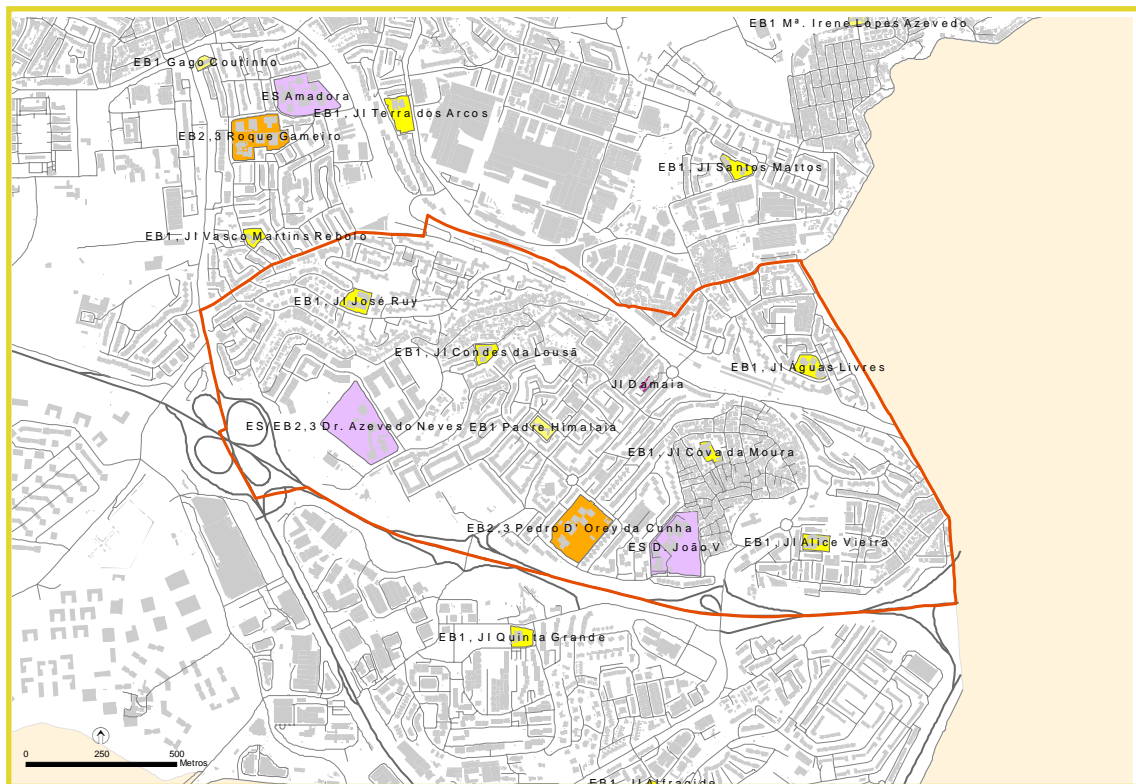 EB1 Mª. Irene Lopes Azevedo
EB1 Gago Coutinho
ES Amadora
EB1, JI Terra dos Arcos
EB2,3 Roque Gameiro
EB1, JI Santos Mattos
EB1, JI Vasco Martins Rebolo
EB1, JI José Ruy
EB1, JI Condes da Lousã
EB1, JI Águas Livres
JI Damaia
ES/EB2,3 Dr. Azevedo Neves
EB1 Padre Himalaia
EB1, JI Cova da Moura
EB2,3 Pedro D' Orey da Cunha
ES D. João V
EB1, JI Alice Vieira
EB1, JI Quinta Grande
0 250 500
Metros
EB1, JI Alfragide